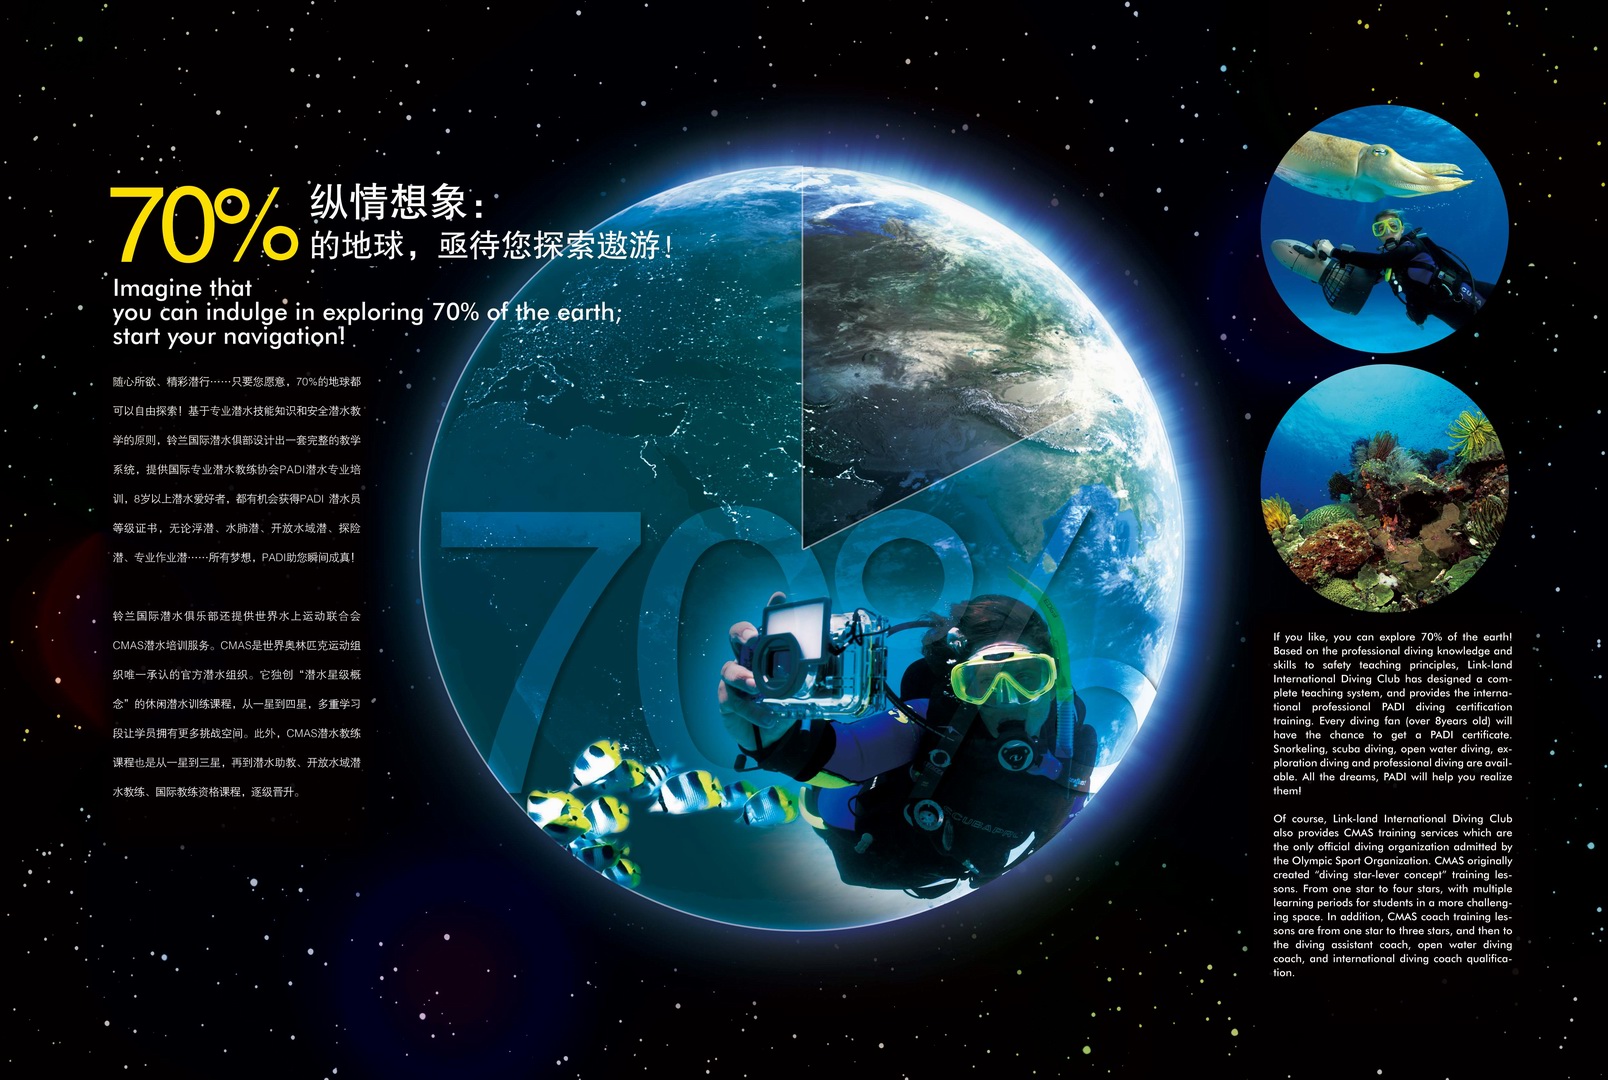 70%
纵情想象：
的地球，亟待您探索遨游！
Imagine that
you can indulge in exploring 70% of the earth;
start your navigation!
随心所欲、精彩潜行……只要您愿意，70%的地球都
可以自由探索！基于专业潜水技能知识和安全潜水教
学的原则，铃兰国际潜水俱部设计出一套完整的教学
系统，提供国际专业潜水教练协会PADI潜水专业培
训，8岁以上潜水爱好者，都有机会获得PADI 潜水员
等级证书，无论浮潜、水肺潜、开放水域潜、探险
潜、专业作业潜……所有梦想，PADI助您瞬间成真！
铃兰国际潜水俱乐部还提供世界水上运动联合会
CMAS潜水培训服务。CMAS是世界奥林匹克运动组
织唯一承认的官方潜水组织。它独创“潜水星级概
念”的休闲潜水训练课程，从一星到四星，多重学习
段让学员拥有更多挑战空间。此外，CMAS潜水教练
课程也是从一星到三星，再到潜水助教、开放水域潜
水教练、国际教练资格课程，逐级晋升。
70%
SCUBAPRO
If you like, you can explore 70% of the earth!
Based on the professional diving knowledge and
skills to safety teaching principles, Link-land
International Diving Club has designed a com-
plete teaching system, and provides the interna-
tional professional PADI diving certification
training. Every diving fan (over 8years old) will
have the chance to get a PADI certificate.
Snorkeling, scuba diving, open water diving, ex-
ploration diving and professional diving are avail-
able. All the dreams, PADI will help you realize
them!
Of course, Link-land International Diving Club
also provides CMAS training services which are
the only official diving organization admitted by
the Olympic Sport Organization. CMAS originally
created “diving star-lever concept” training les-
sons. From one star to four stars, with multiple
learning periods for students in a more challeng-
ing space. In addition, CMAS coach training les-
sons are from one star to three stars, and then to
the diving assistant coach, open water diving
coach, and international diving coach qualifica-
tion.